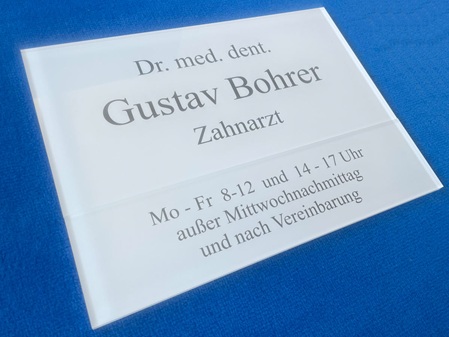 Dr. med. dent.
Gustav Bohrer
Zahnarzt
Mo - Fr 8-12 und 14 - 17 Uhr
außer Mittwochnachmittag
und nach Vereinbarung